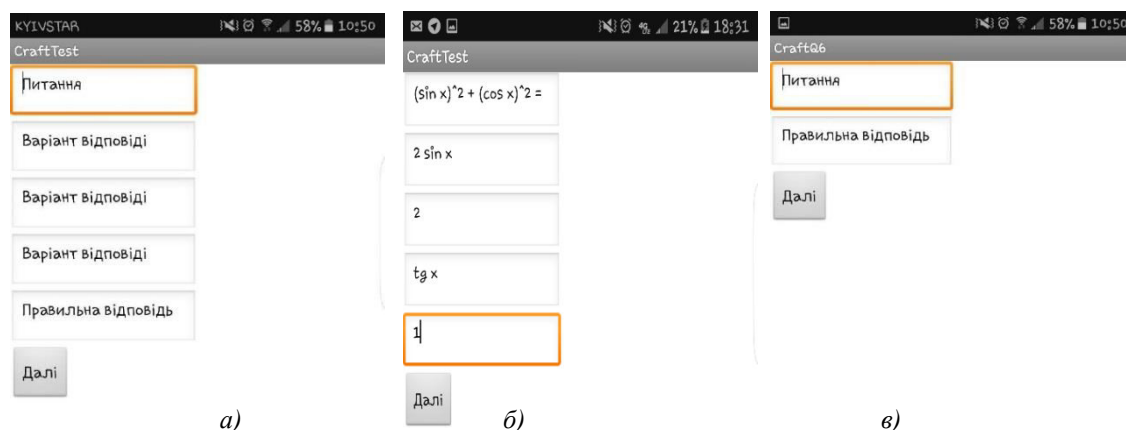 KYIVSTAR 58% 10:50
CraftTest
Питання
Варіант відповіді
Варіант відповіді
Варіант відповіді
Правильна відповідь
Далі
а)
4G 21% 18:31
CraftTest
(sin x)^2 + (cos x)^2 =
2 sin x
2
tg x
1
Далі
б)
58% 10:50
CraftQ6
Питання
Правильна відповідь
Далі
в)